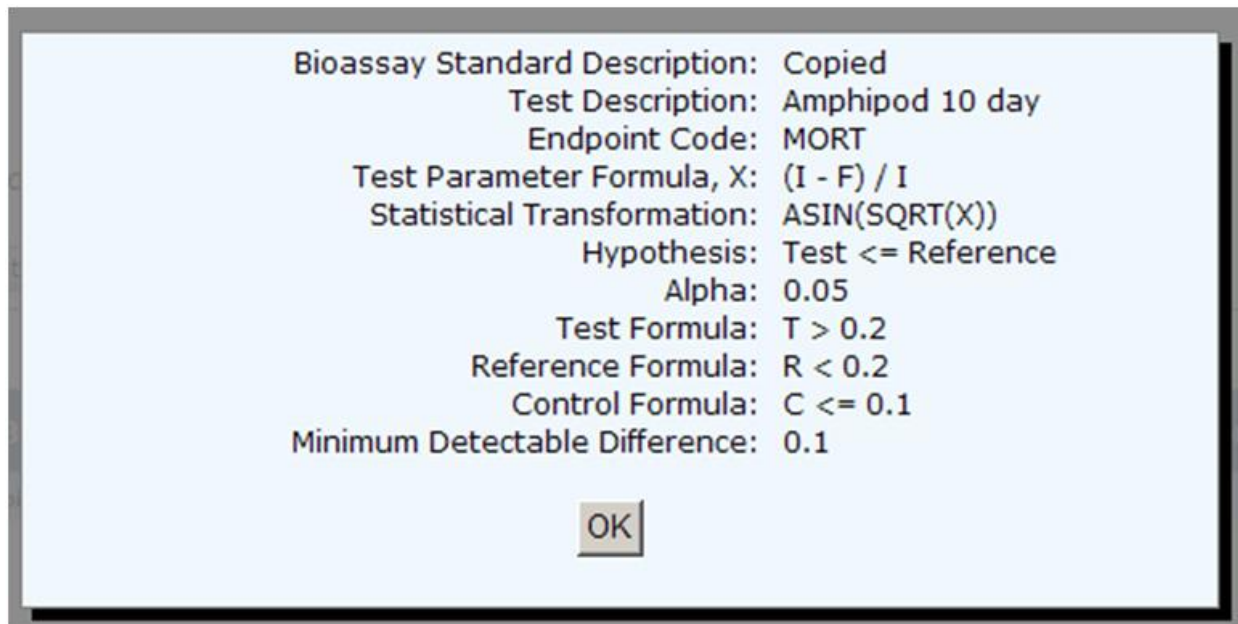 Bioassay Standard Description: Copied
Test Description: Amphipod 10 day
Endpoint Code: MORT
Test Parameter Formula, X: (I - F) / I
Statistical Transformation: ASIN(SQRT(X))
Hypothesis: Test <= Reference
Alpha: 0.05
Test Formula: T > 0.2
Reference Formula: R < 0.2
Control Formula: C <= 0.1
Minimum Detectable Difference: 0.1
OK